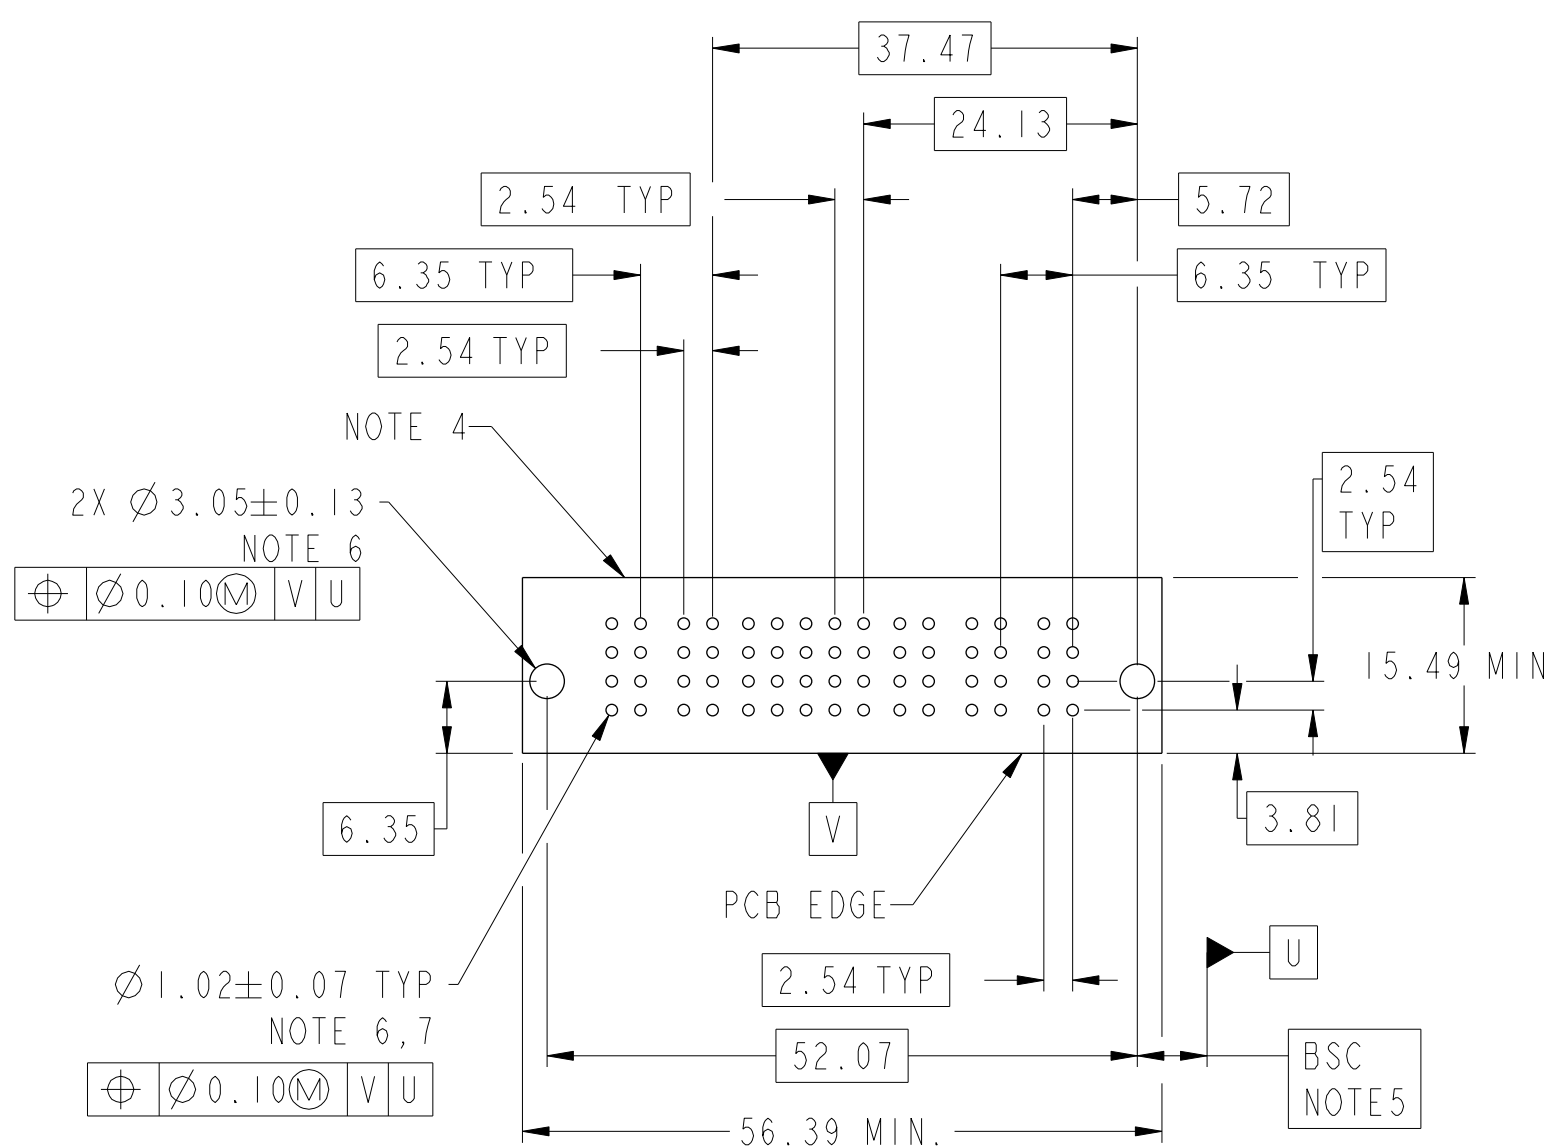 37.47
24.13
2.54 TYP
5.72
6.35 TYP
6.35 TYP
2.54 TYP
NOTE 4
2.54
TYP
2X Ø3.05±0.13
NOTE 6
⌖ Ø0.10Ⓜ V U
15.49 MIN
6.35
V
3.81
PCB EDGE
U
Ø1.02±0.07 TYP
NOTE 6,7
⌖ Ø0.10Ⓜ V U
2.54 TYP
52.07
BSC
NOTE5
56.39 MIN.